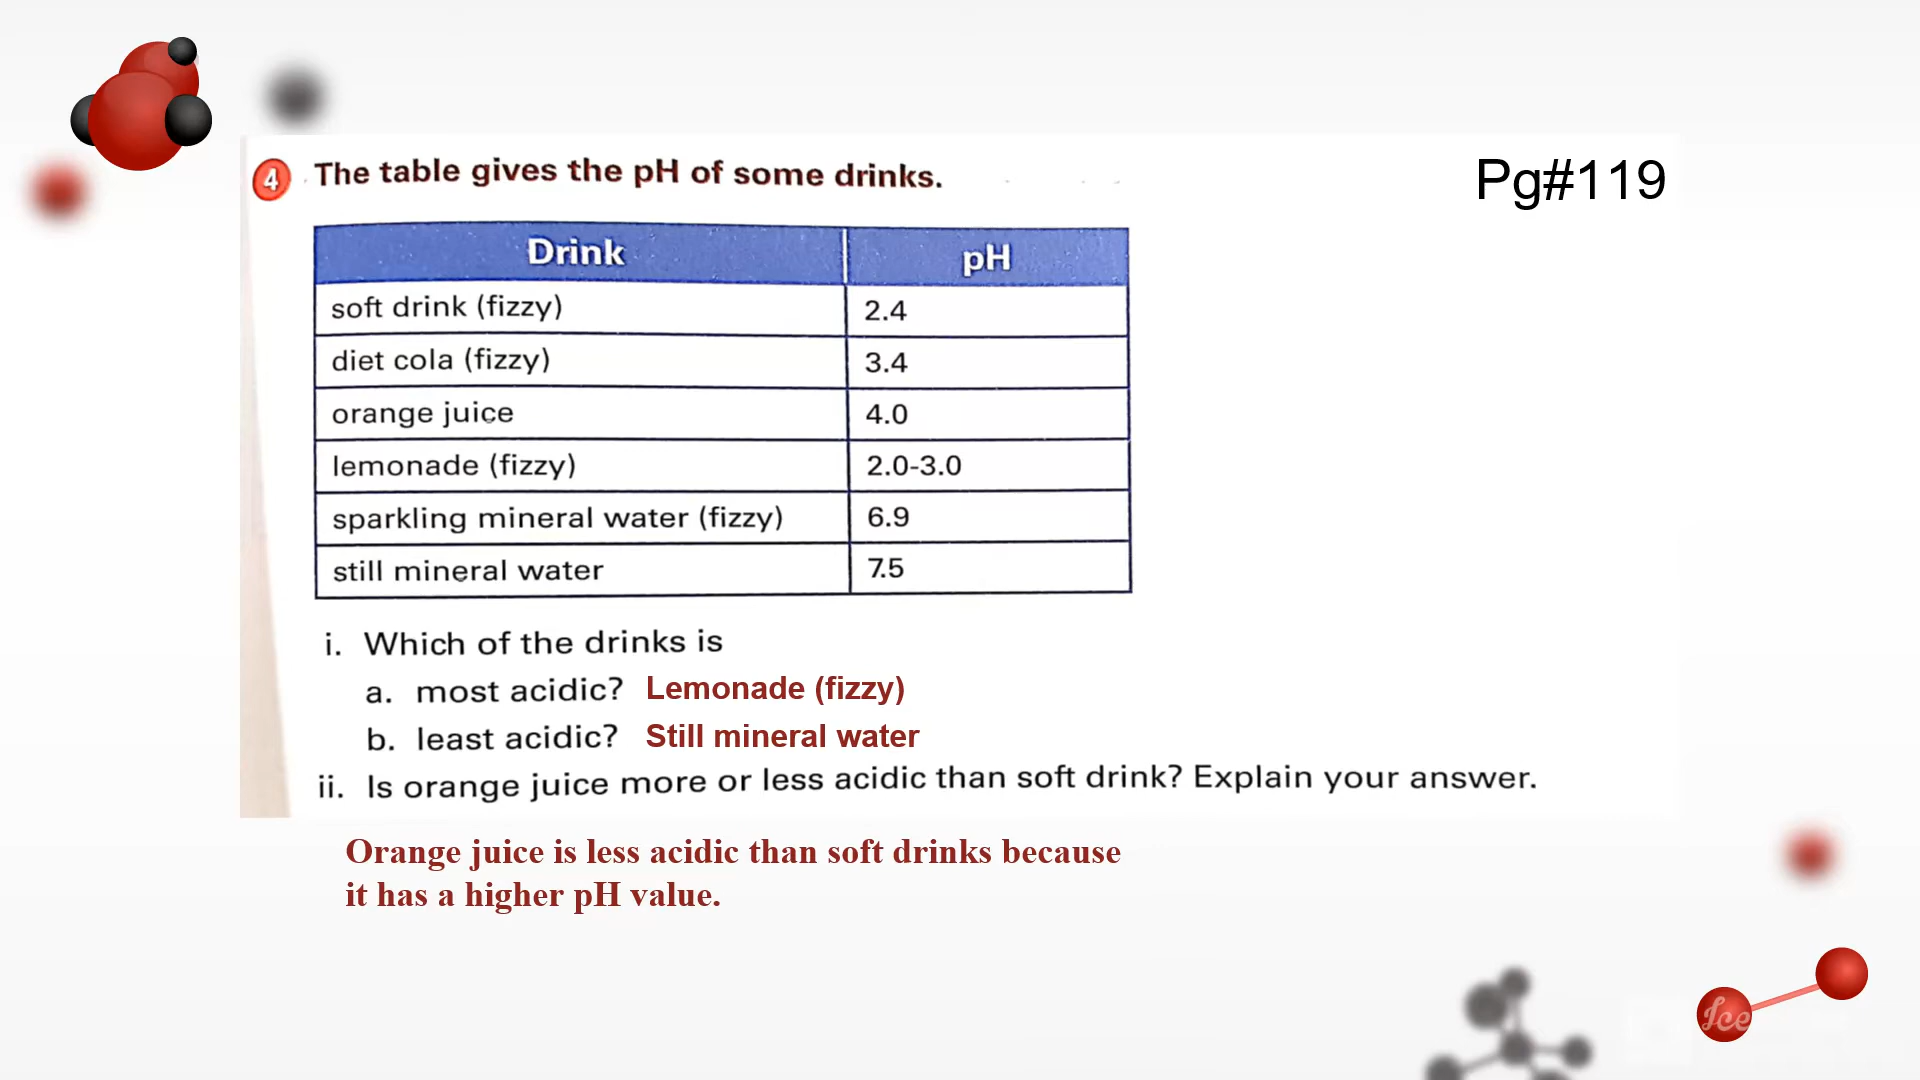 4 The table gives the pH of some drinks.
Pg#119
Drink pH
soft drink (fizzy) 2.4
diet cola (fizzy) 3.4
orange juice 4.0
lemonade (fizzy) 2.0-3.0
sparkling mineral water (fizzy) 6.9
still mineral water 7.5
i. Which of the drinks is
a. most acidic? Lemonade (fizzy)
b. least acidic? Still mineral water
ii. Is orange juice more or less acidic than soft drink? Explain your answer.
Orange juice is less acidic than soft drinks because
it has a higher pH value.
Ice